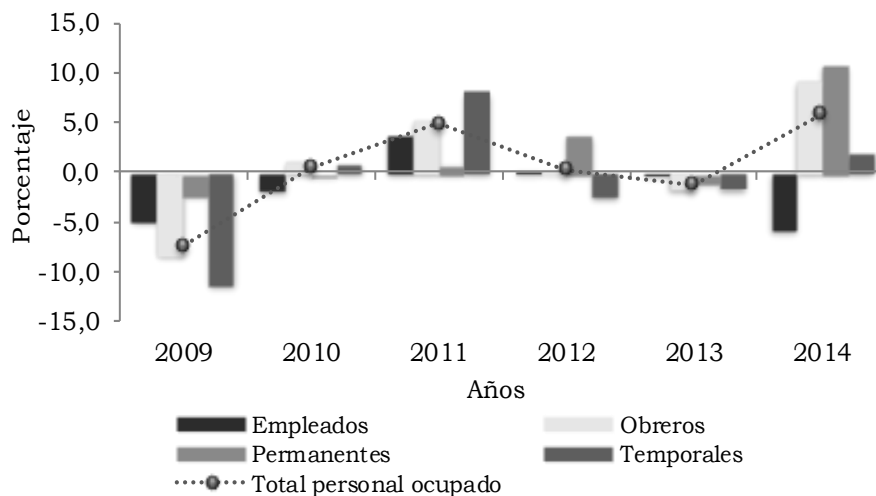 15,0
10,0
5,0
0,0
-5,0
-10,0
-15,0
Porcentaje
2009 2010 2011 2012 2013 2014
Años
Empleados Obreros
Permanentes Temporales
Total personal ocupado